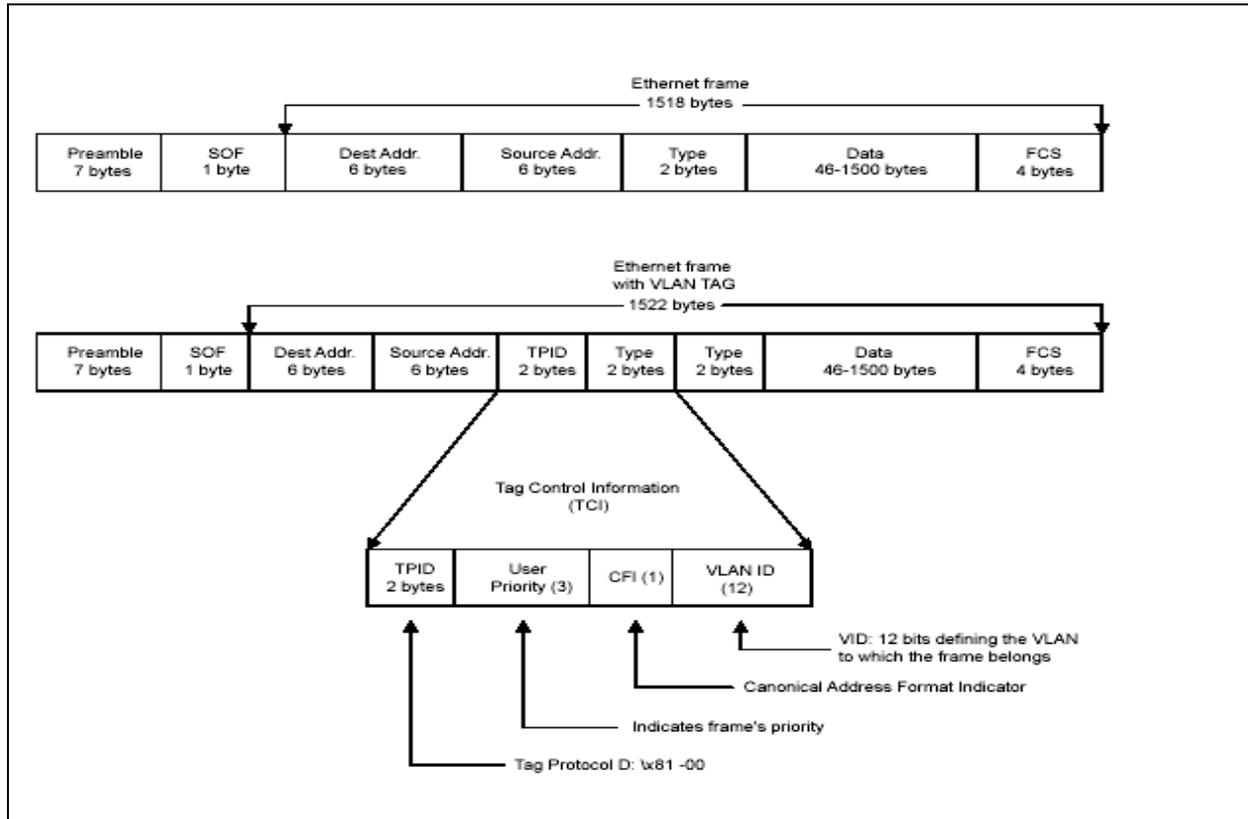 Ethernet frame
1518 bytes
Preamble
7 bytes
SOF
1 byte
Dest Addr.
6 bytes
Source Addr.
6 bytes
Type
2 bytes
Data
46-1500 bytes
FCS
4 bytes
Ethernet frame
with VLAN TAG
1522 bytes
Preamble
7 bytes
SOF
1 byte
Dest Addr.
6 bytes
Source Addr.
6 bytes
TPID
2 bytes
Type
2 bytes
Type
2 bytes
Data
46-1500 bytes
FCS
4 bytes
Tag Control Information
(TCI)
TPID
2 bytes
User
Priority (3)
CFI (1)
VLAN ID
(12)
VID: 12 bits defining the VLAN
to which the frame belongs
Canonical Address Format Indicator
Indicates frame's priority
Tag Protocol D: \x81 -00